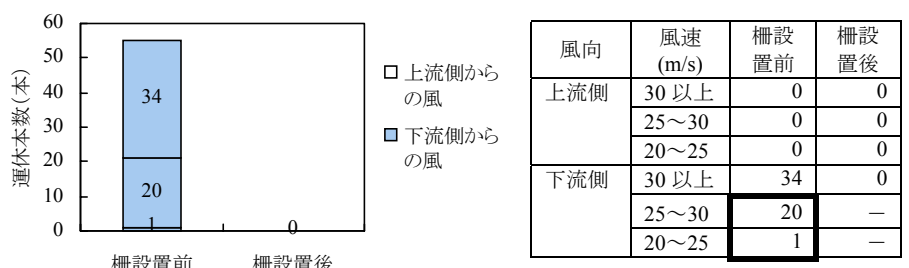 60
50
40
30
20
10
0
運休本数(本)
34
20
1
0
柵設置前
柵設置後
上流側から
の風
下流側から
の風
風向 風速 (m/s) 柵設置前 柵設置後
上流側 30以上 0 0
25～30 0 0
20～25 0 0
下流側 30以上 34 0
25～30 20 －
20～25 1 －